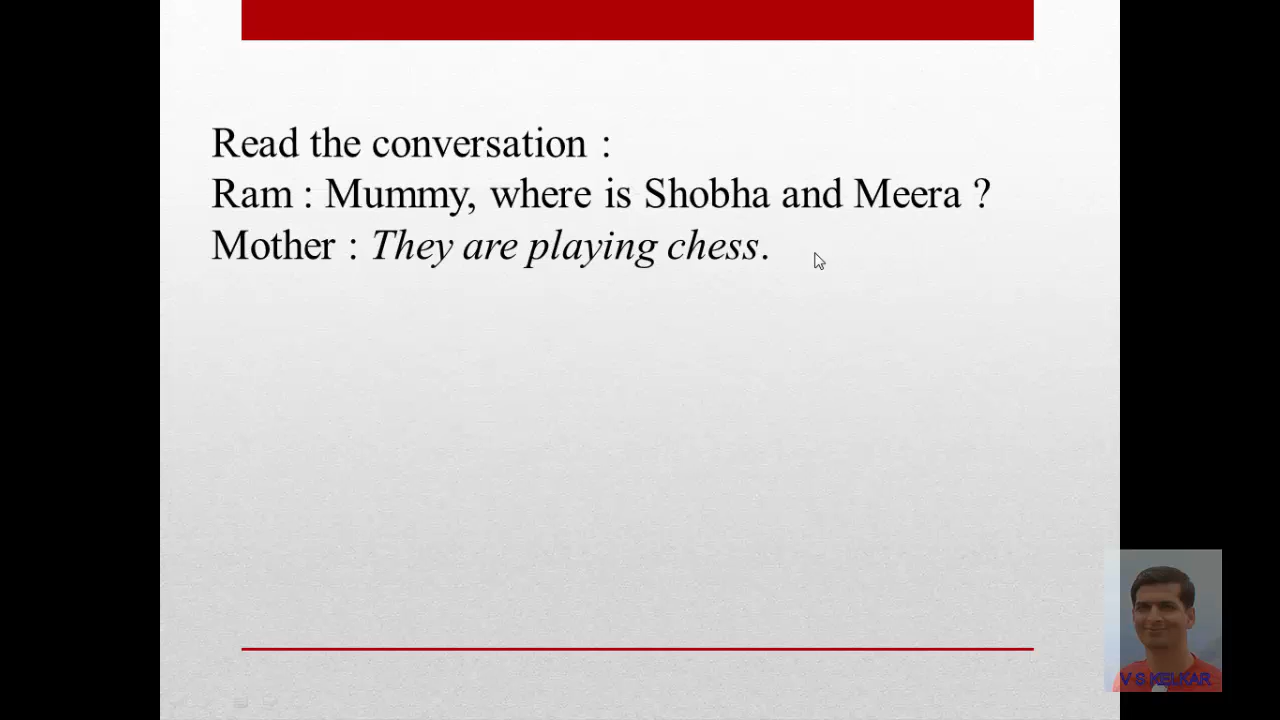 Read the conversation :
Ram : Mummy, where is Shobha and Meera ?
Mother : They are playing chess.
V S KELKAR